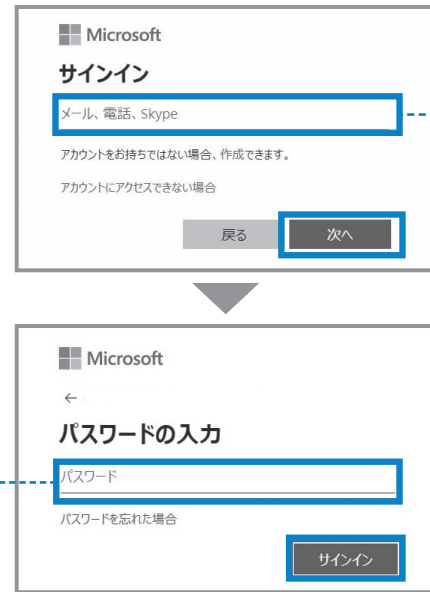 Microsoft
サインイン
メール、電話、Skype
アカウントをお持ちではない場合、作成できます。
アカウントにアクセスできない場合
戻る
次へ
Microsoft
←
パスワードの入力
パスワード
パスワードを忘れた場合
サインイン